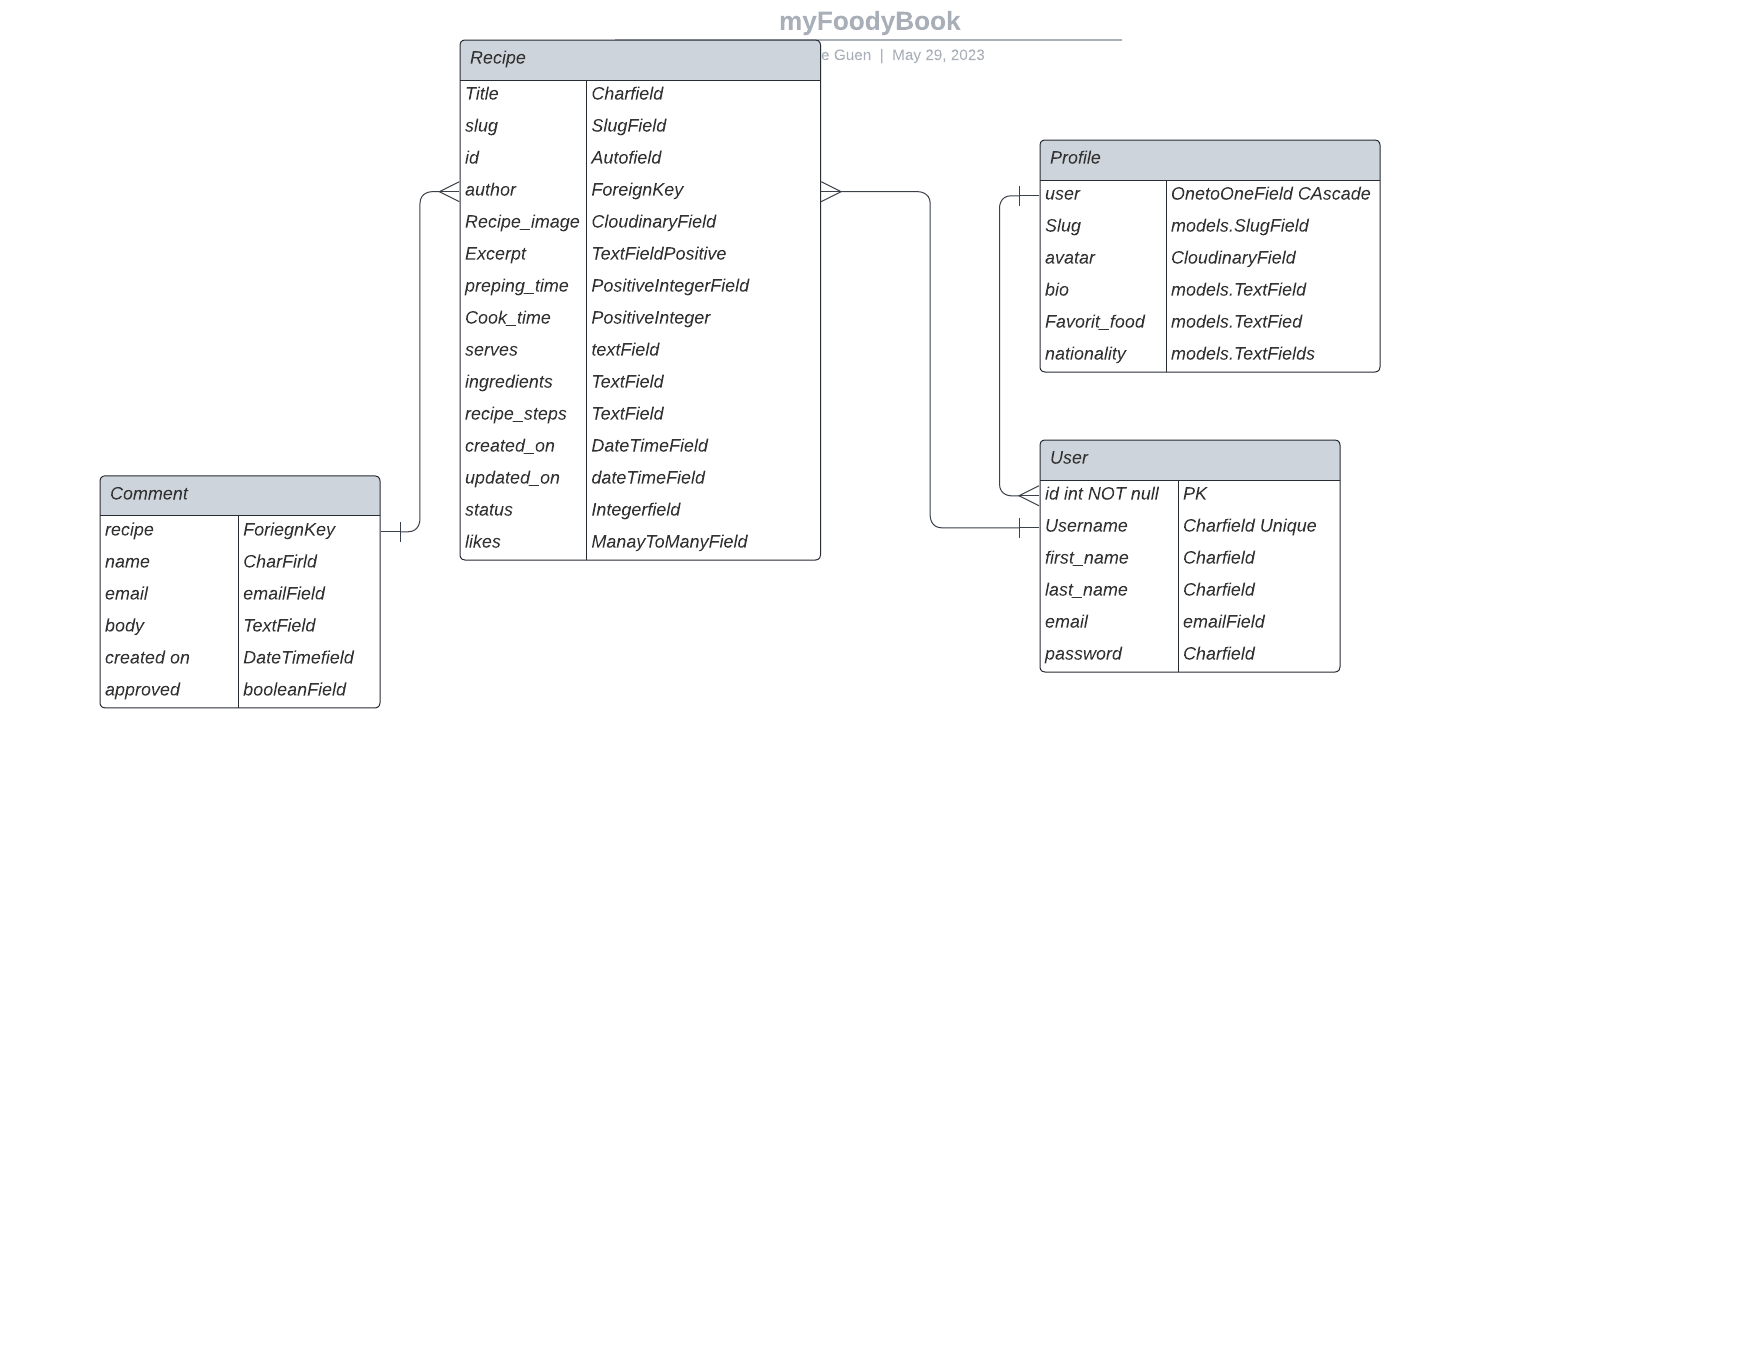 myFoodyBook
e Guen | May 29, 2023
Recipe
Title Charfield
slug SlugField
id Autofield
author ForeignKey
Recipe_image CloudinaryField
Excerpt TextFieldPositive
preping_time PositiveIntegerField
Cook_time PositiveInteger
serves textField
ingredients TextField
recipe_steps TextField
created_on DateTimeField
updated_on dateTimeField
status Integerfield
likes ManayToManyField
Profile
user OnetoOneField CAscade
Slug models.SlugField
avatar CloudinaryField
bio models.TextField
Favorit_food models.TextFied
nationality models.TextFields
Comment
recipe ForiegnKey
name CharFirld
email emailField
body TextField
created on DateTimefield
approved booleanField
User
id int NOT null PK
Username Charfield Unique
first_name Charfield
last_name Charfield
email emailField
password Charfield